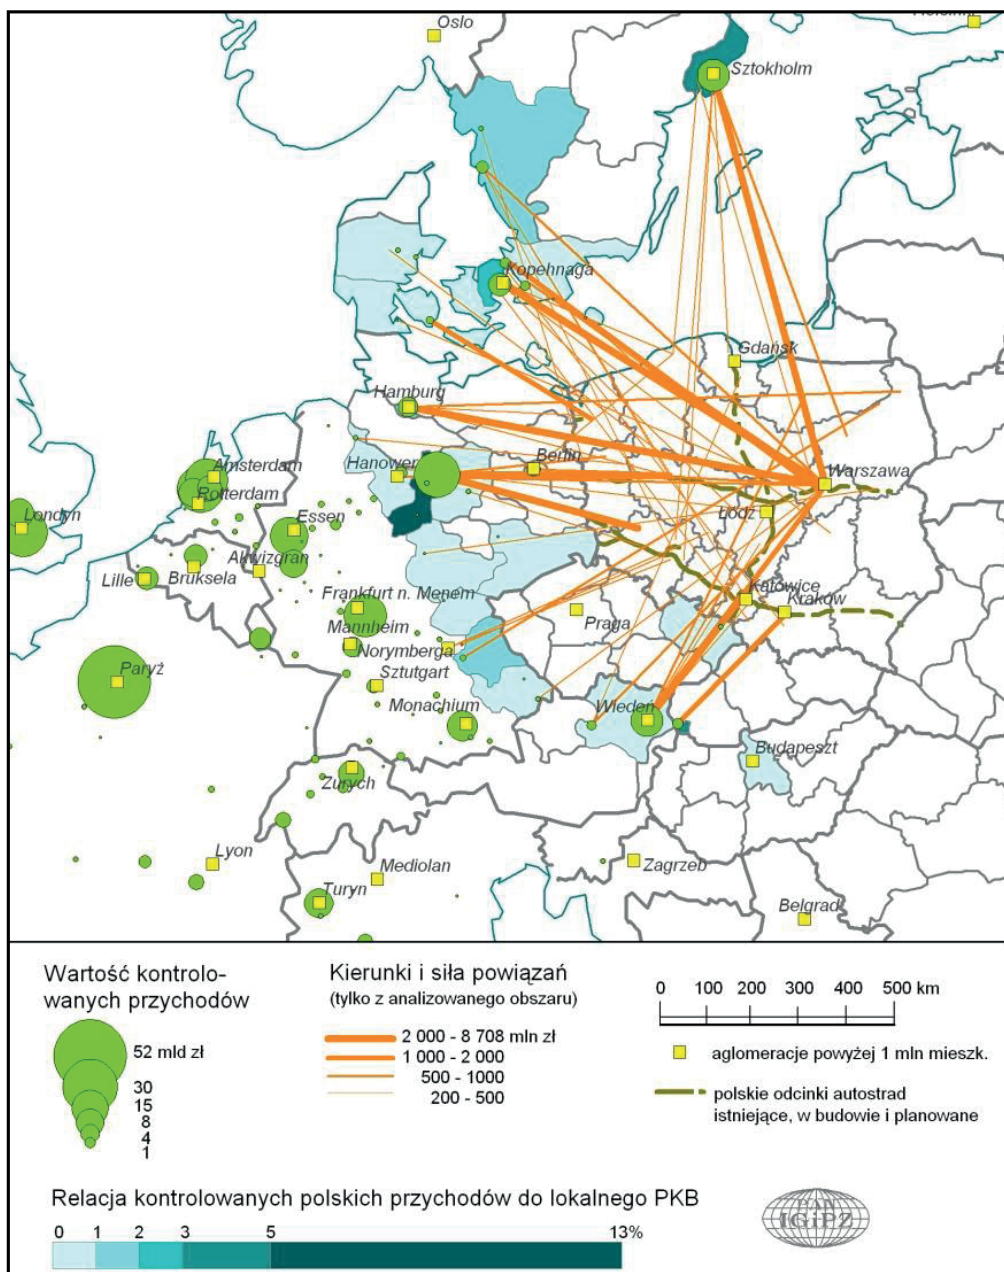 Oslo
Helsinki
Sztokholm
Kopehnaga
Gdańsk
Hamburg
Hanower
Berlin
Amsterdam
Rotterdam
Warszawa
Londyn
Essen
Łódź
Akwizgran
Lille
Bruksela
Katowice
Kraków
Frankfurt n. Menem
Praga
Mannheim
Norymberga
Paryż
Sztutgart
Monachium
Wiedeń
Budapeszt
Zurych
Lyon
Mediolan
Zagrzeb
Turyn
Belgrad
Wartość kontrolo-
wanych przychodów
52 mld zł
30
15
8
4
1
Kierunki i siła powiązań
(tylko z analizowanego obszaru)
2 000 - 8 708 mln zł
1 000 - 2 000
500 - 1000
200 - 500
0 100 200 300 400 500 km
aglomeracje powyżej 1 mln mieszk.
polskie odcinki autostrad
istniejące, w budowie i planowane
Relacja kontrolowanych polskich przychodów do lokalnego PKB
0 1 2 3 5 13%
PAN
IGiPZ